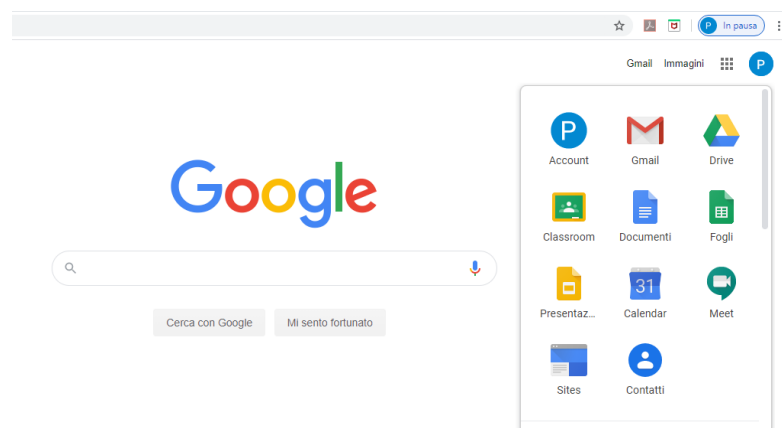 P In pausa
Gmail Immagini P
Google
P
Account Gmail Drive
Classroom Documenti Fogli
31
Presentaz... Calendar Meet
Sites Contatti
Cerca con Google Mi sento fortunato